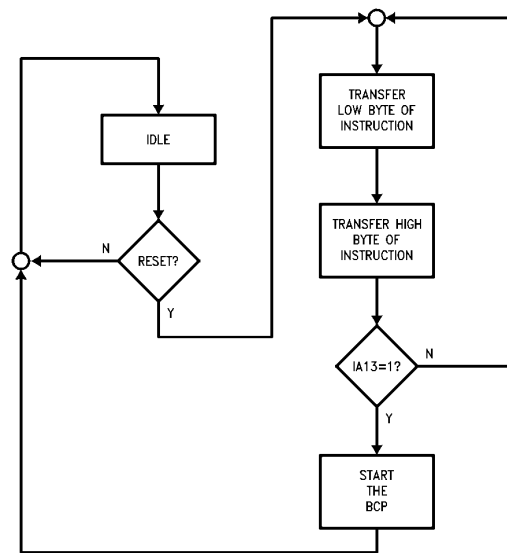 IDLE
RESET?
N
Y
TRANSFER
LOW BYTE OF
INSTRUCTION
TRANSFER HIGH
BYTE OF
INSTRUCTION
IA13=1?
N
Y
START
THE
BCP